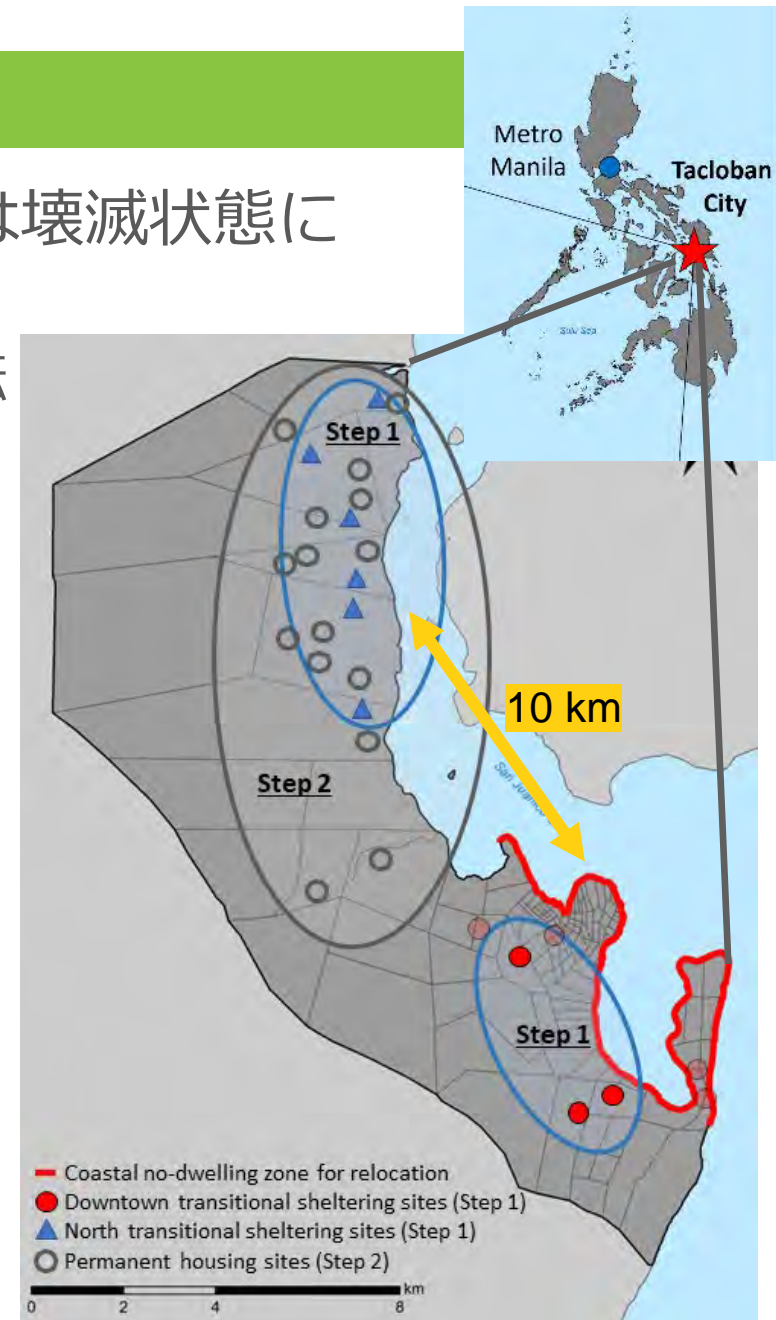 Metro
Manila
Tacloban
City
は壊滅状態に
Sulu Sea
Step 1
10 km
Step 2
Step 1
Coastal no-dwelling zone for relocation
Downtown transitional sheltering sites (Step 1)
North transitional sheltering sites (Step 1)
Permanent housing sites (Step 2)
km
0 2 4 8